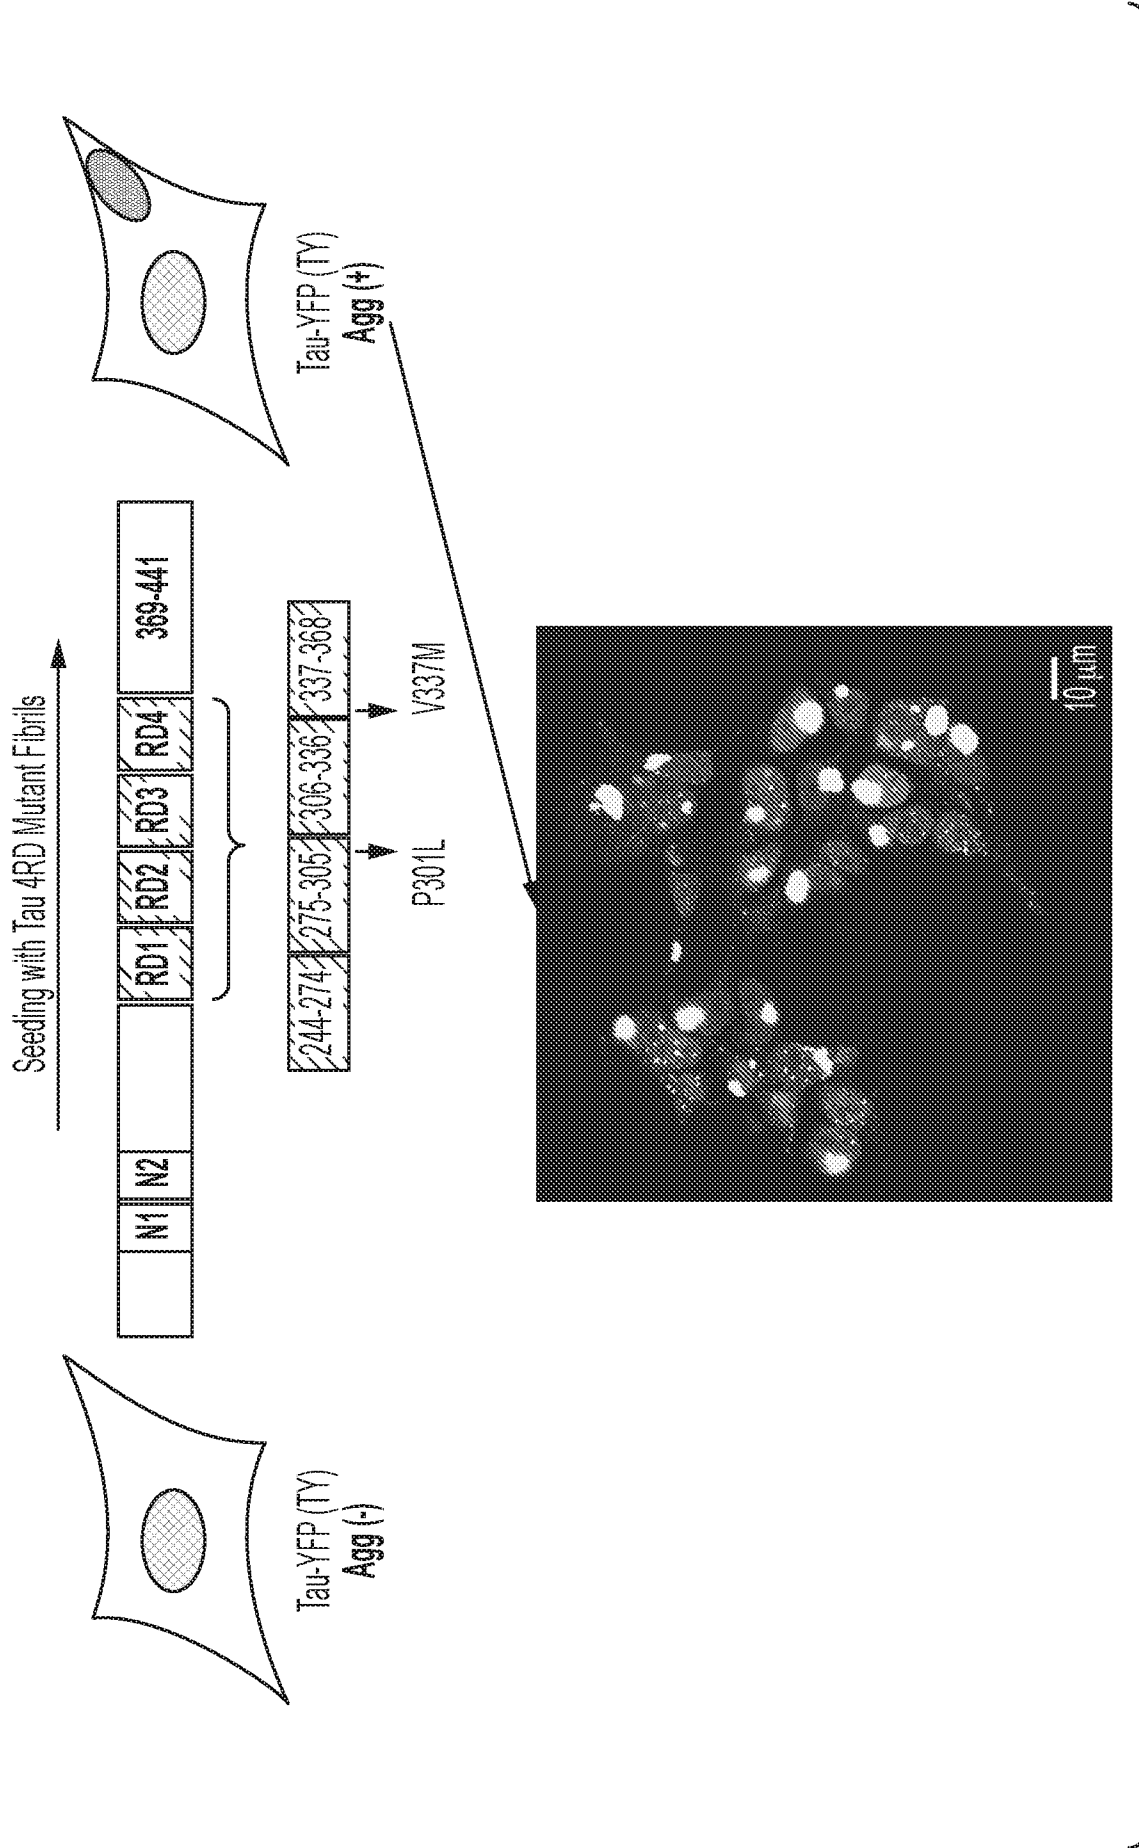 Seeding with Tau 4RD Mutant Fibrils
N1 N2 RD1 RD2 RD3 RD4 369-441
244-274 275-305 306-336 337-368
P301L V337M
Tau-YFP (TY)
Agg (-)
Tau-YFP (TY)
Agg (+)
10 µm